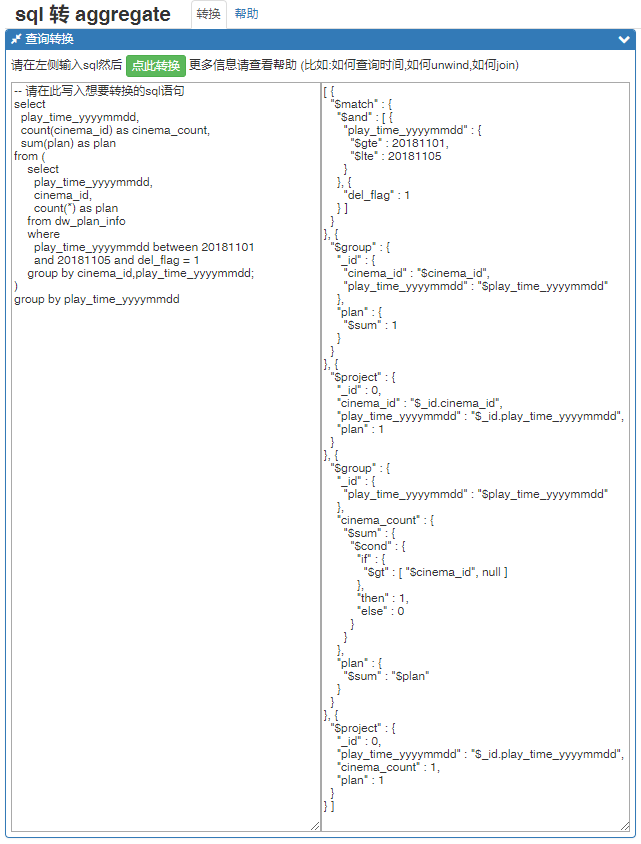 sql 转 aggregate 转换 帮助
查询转换
请在左侧输入sql然后 点此转换 更多信息请查看帮助 (比如:如何查询时间,如何unwind,如何join)
-- 请在此写入想要转换的sql语句
select
play_time_yyyymmdd,
count(cinema_id) as cinema_count,
sum(plan) as plan
from (
select
play_time_yyyymmdd,
cinema_id,
count(*) as plan
from dw_plan_info
where
play_time_yyyymmdd between 20181101
and 20181105 and del_flag = 1
group by cinema_id,play_time_yyyymmdd;
)
group by play_time_yyyymmdd
[ {
"$match" : {
"$and" : [ {
"play_time_yyyymmdd" : {
"$gte" : 20181101,
"$lte" : 20181105
}
}, {
"del_flag" : 1
} ]
}
}, {
"$group" : {
"_id" : {
"cinema_id" : "$cinema_id",
"play_time_yyyymmdd" : "$play_time_yyyymmdd"
},
"plan" : {
"$sum" : 1
}
}
}, {
"$project" : {
"_id" : 0,
"cinema_id" : "$_id.cinema_id",
"play_time_yyyymmdd" : "$_id.play_time_yyyymmdd",
"plan" : 1
}
}, {
"$group" : {
"_id" : {
"play_time_yyyymmdd" : "$play_time_yyyymmdd"
},
"cinema_count" : {
"$sum" : {
"$cond" : {
"if" : {
"$gt" : [ "$cinema_id", null ]
},
"then" : 1,
"else" : 0
}
}
},
"plan" : {
"$sum" : "$plan"
}
}
}, {
"$project" : {
"_id" : 0,
"play_time_yyyymmdd" : "$_id.play_time_yyyymmdd",
"cinema_count" : 1,
"plan" : 1
}
} ]